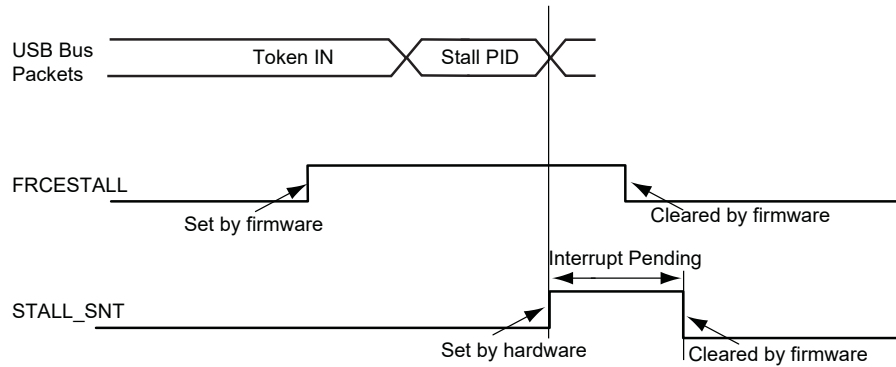 USB Bus
Packets
Token IN
Stall PID
FRCESTALL
Set by firmware
Cleared by firmware
Interrupt Pending
STALL_SNT
Set by hardware
Cleared by firmware